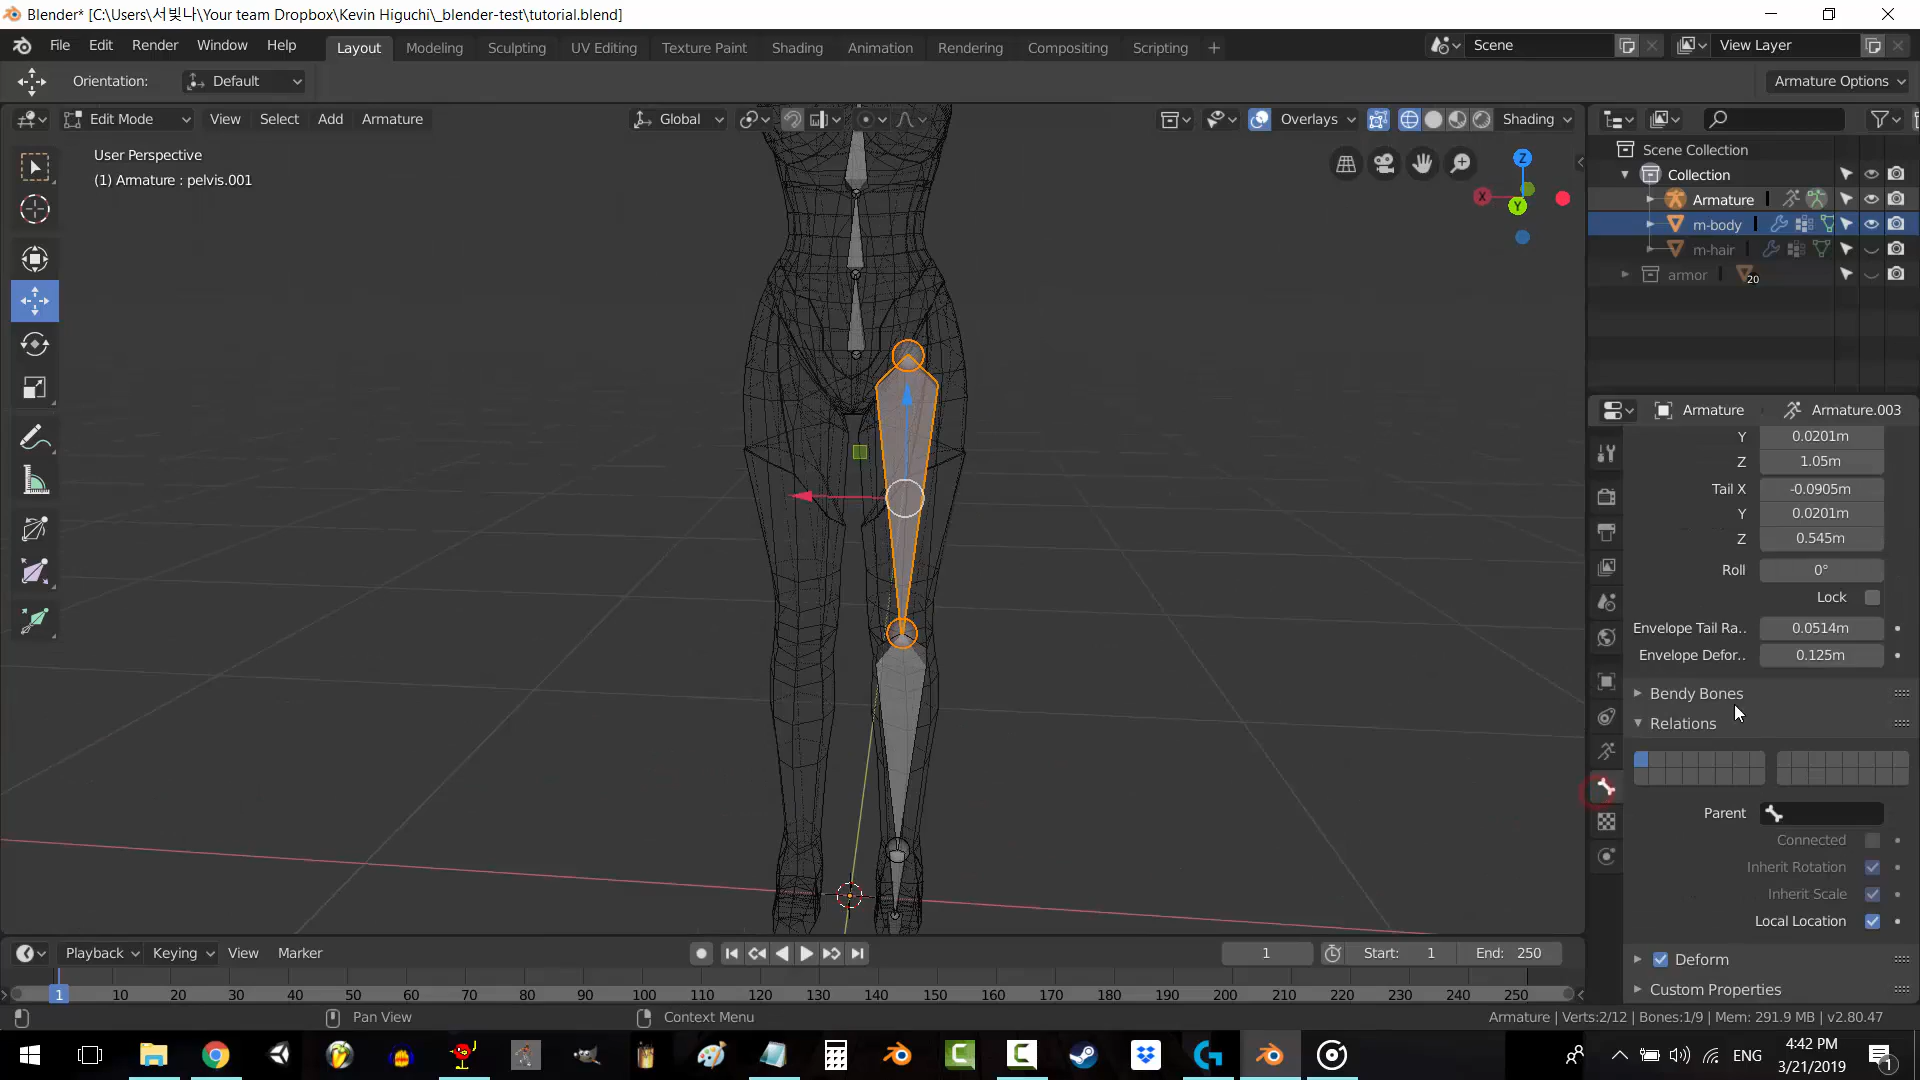 Blender* [C:\Users\서빛나\Your team Dropbox\Kevin Higuchi\_blender-test\tutorial.blend]
File Edit Render Window Help Layout Modeling Sculpting UV Editing Texture Paint Shading Animation Rendering Compositing Scripting + Scene View Layer
Orientation: Default Armature Options
Edit Mode View Select Add Armature Global Overlays Shading
User Perspective
(1) Armature : pelvis.001
Z
X
Y
Scene Collection
Collection
Armature
m-body
m-hair
armor 20
Armature Armature.003
Y 0.0201m
Z 1.05m
Tail X -0.0905m
Y 0.0201m
Z 0.545m
Roll 0°
Lock
Envelope Tail Ra.. 0.0514m
Envelope Defor.. 0.125m
Bendy Bones
Relations
Parent
Connected
Inherit Rotation
Inherit Scale
Local Location
Deform
Custom Properties
Playback Keying View Marker 1 Start: 1 End: 250
1 10 20 30 40 50 60 70 80 90 100 110 120 130 140 150 160 170 180 190 200 210 220 230 240 250
Pan View Context Menu Armature | Verts:2/12 | Bones:1/9 | Mem: 291.9 MB | v2.80.47
ENG 4:42 PM
3/21/2019
1